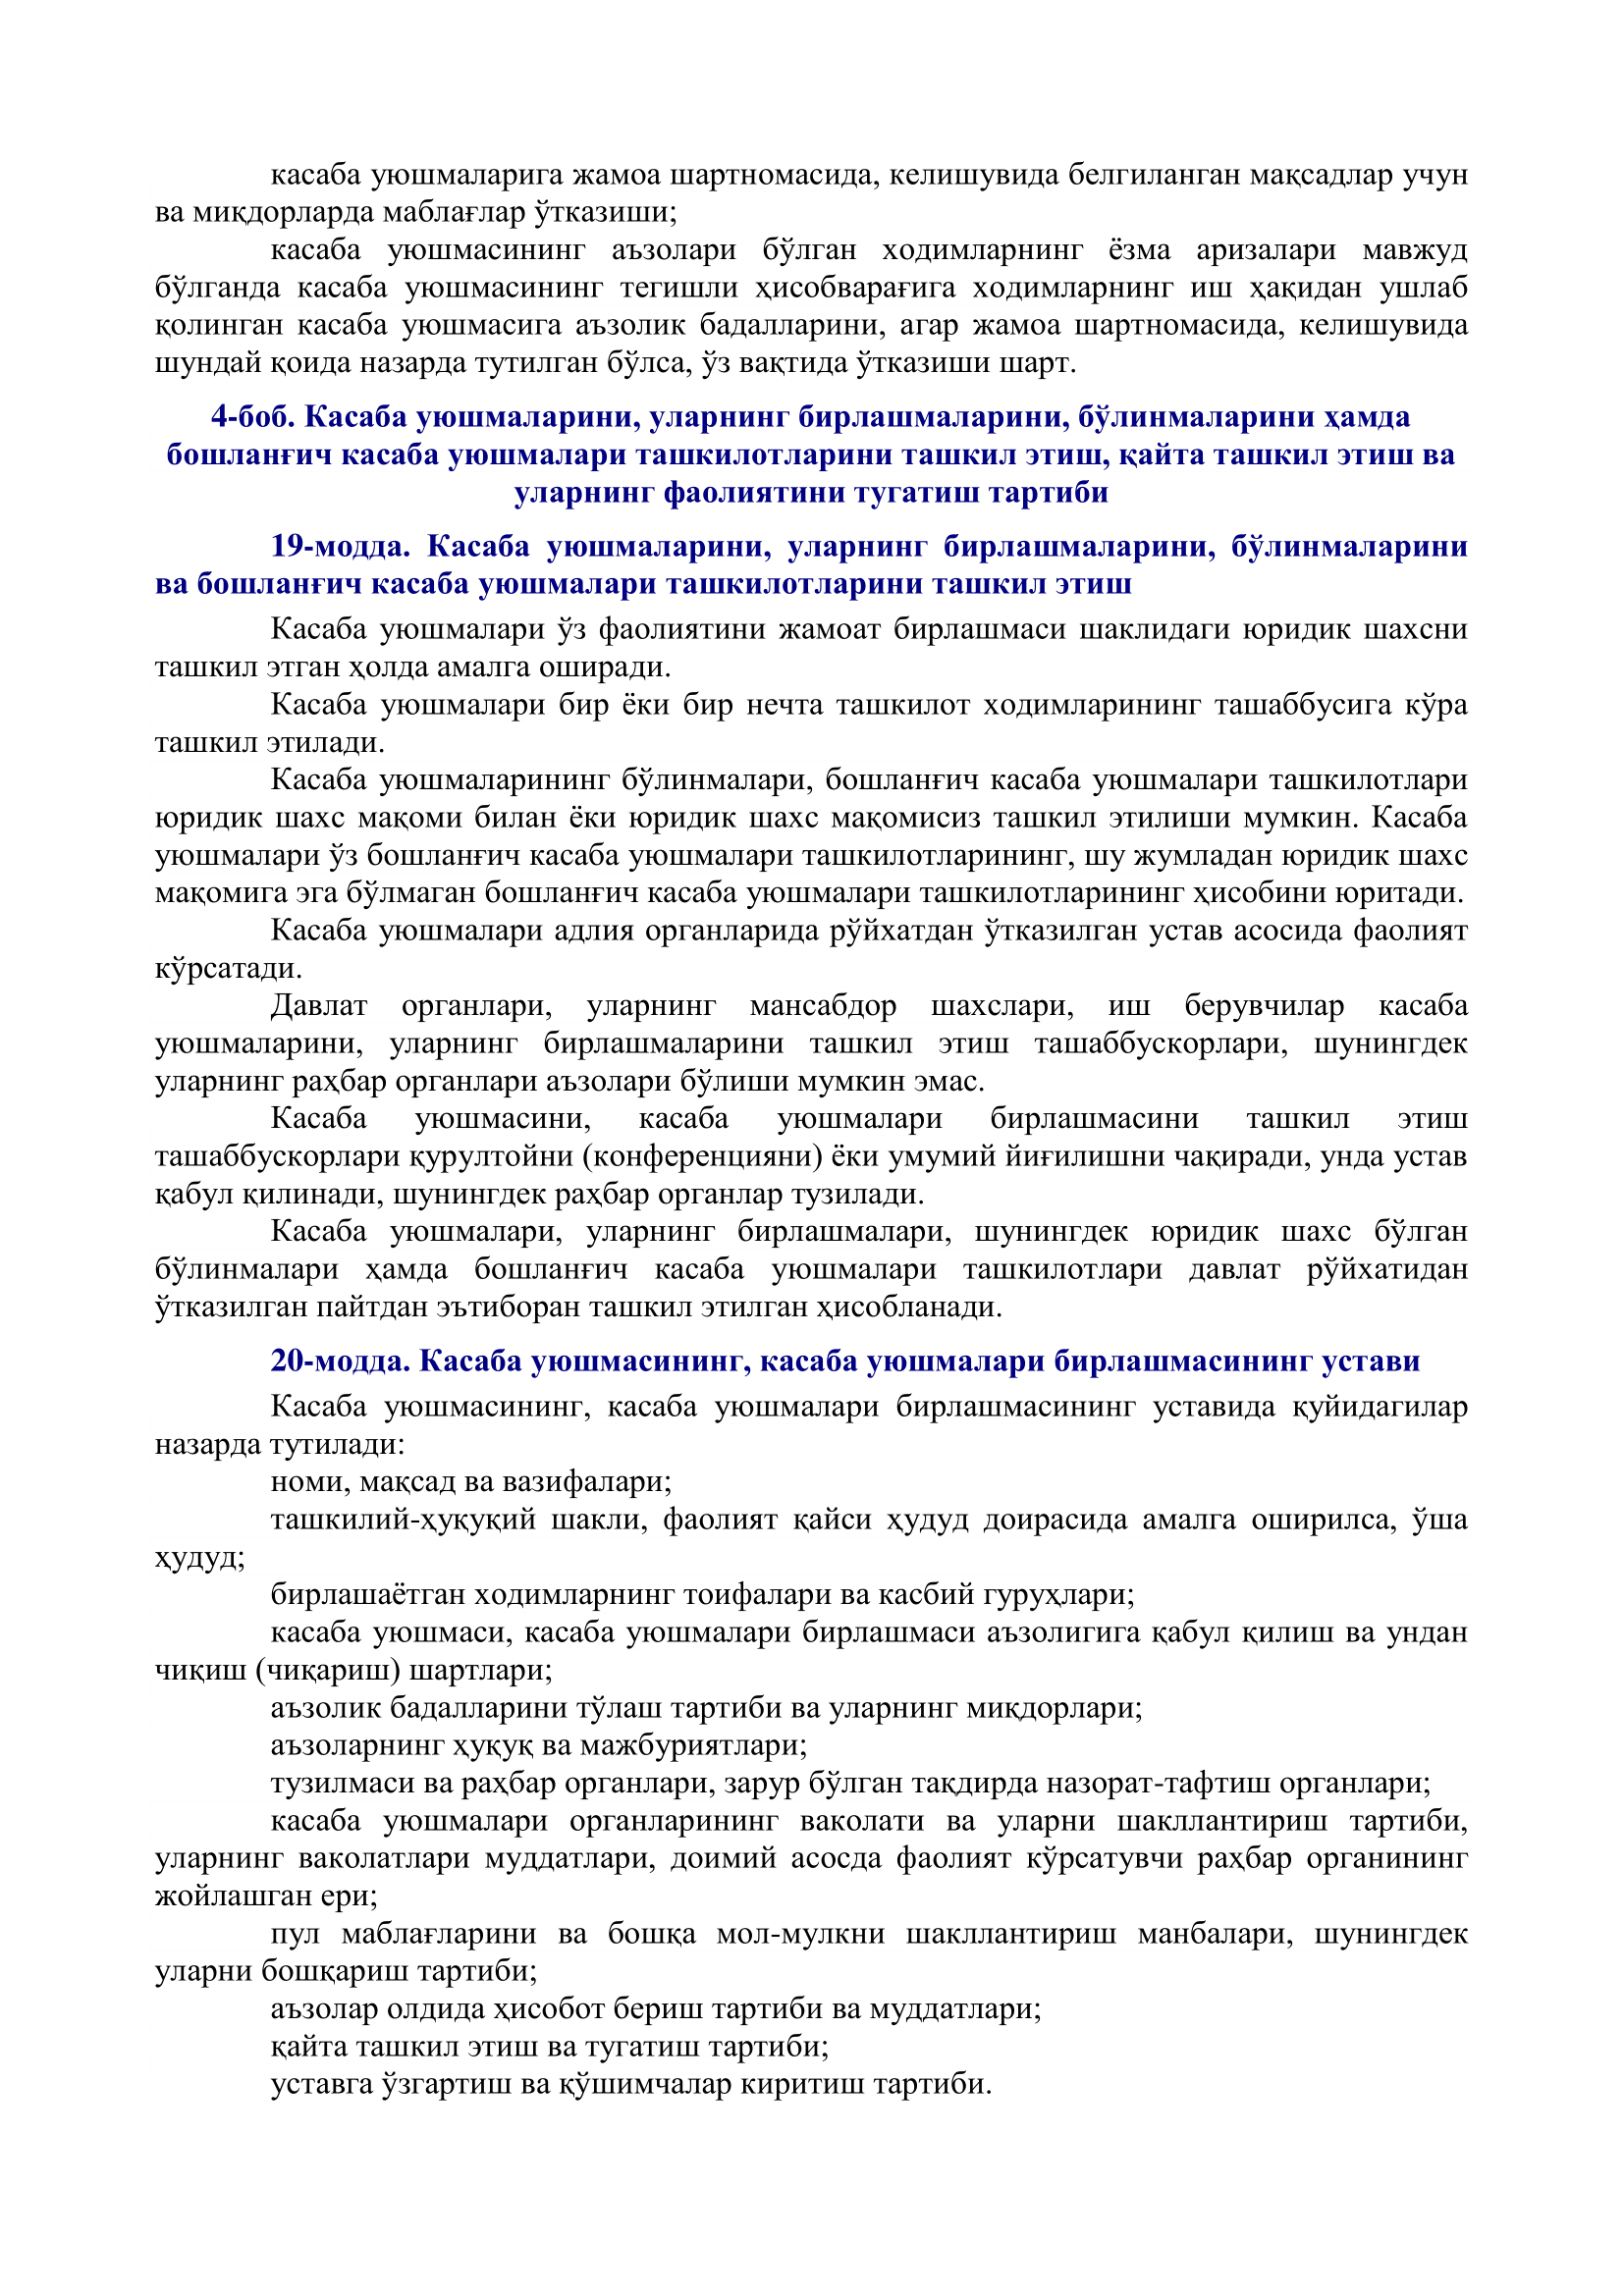 касаба уюшмаларига жамоа шартномасида, келишувида белгиланган мақсадлар учун
ва миқдорларда маблағлар ўтказиши;
касаба уюшмасининг аъзолари бўлган ходимларнинг ёзма аризалари мавжуд
бўлганда касаба уюшмасининг тегишли ҳисобварағига ходимларнинг иш ҳақидан ушлаб
қолинган касаба уюшмасига аъзолик бадалларини, агар жамоа шартномасида, келишувида
шундай қоида назарда тутилган бўлса, ўз вақтида ўтказиши шарт.
4-боб. Касаба уюшмаларини, уларнинг бирлашмаларини, бўлинмаларини ҳамда
бошланғич касаба уюшмалари ташкилотларини ташкил этиш, қайта ташкил этиш ва
уларнинг фаолиятини тугатиш тартиби
19-модда. Касаба уюшмаларини, уларнинг бирлашмаларини, бўлинмаларини
ва бошланғич касаба уюшмалари ташкилотларини ташкил этиш
Касаба уюшмалари ўз фаолиятини жамоат бирлашмаси шаклидаги юридик шахсни
ташкил этган ҳолда амалга оширади.
Касаба уюшмалари бир ёки бир нечта ташкилот ходимларининг ташаббусига кўра
ташкил этилади.
Касаба уюшмаларининг бўлинмалари, бошланғич касаба уюшмалари ташкилотлари
юридик шахс мақоми билан ёки юридик шахс мақомисиз ташкил этилиши мумкин. Касаба
уюшмалари ўз бошланғич касаба уюшмалари ташкилотларининг, шу жумладан юридик шахс
мақомига эга бўлмаган бошланғич касаба уюшмалари ташкилотларининг ҳисобини юритади.
Касаба уюшмалари адлия органларида рўйхатдан ўтказилган устав асосида фаолият
кўрсатади.
Давлат органлари, уларнинг мансабдор шахслари, иш берувчилар касаба
уюшмаларини, уларнинг бирлашмаларини ташкил этиш ташаббускорлари, шунингдек
уларнинг раҳбар органлари аъзолари бўлиши мумкин эмас.
Касаба уюшмасини, касаба уюшмалари бирлашмасини ташкил этиш
ташаббускорлари қурултойни (конференцияни) ёки умумий йиғилишни чақиради, унда устав
қабул қилинади, шунингдек раҳбар органлар тузилади.
Касаба уюшмалари, уларнинг бирлашмалари, шунингдек юридик шахс бўлган
бўлинмалари ҳамда бошланғич касаба уюшмалари ташкилотлари давлат рўйхатидан
ўтказилган пайтдан эътиборан ташкил этилган ҳисобланади.
20-модда. Касаба уюшмасининг, касаба уюшмалари бирлашмасининг устави
Касаба уюшмасининг, касаба уюшмалари бирлашмасининг уставида қуйидагилар
назарда тутилади:
номи, мақсад ва вазифалари;
ташкилий-ҳуқуқий шакли, фаолият қайси ҳудуд доирасида амалга оширилса, ўша
ҳудуд;
бирлашаётган ходимларнинг тоифалари ва касбий гуруҳлари;
касаба уюшмаси, касаба уюшмалари бирлашмаси аъзолигига қабул қилиш ва ундан
чиқиш (чиқариш) шартлари;
аъзолик бадалларини тўлаш тартиби ва уларнинг миқдорлари;
аъзоларнинг ҳуқуқ ва мажбуриятлари;
тузилмаси ва раҳбар органлари, зарур бўлган тақдирда назорат-тафтиш органлари;
касаба уюшмалари органларининг ваколати ва уларни шакллантириш тартиби,
уларнинг ваколатлари муддатлари, доимий асосда фаолият кўрсатувчи раҳбар органининг
жойлашган ери;
пул маблағларини ва бошқа мол-мулкни шакллантириш манбалари, шунингдек
уларни бошқариш тартиби;
аъзолар олдида ҳисобот бериш тартиби ва муддатлари;
қайта ташкил этиш ва тугатиш тартиби;
уставга ўзгартиш ва қўшимчалар киритиш тартиби.